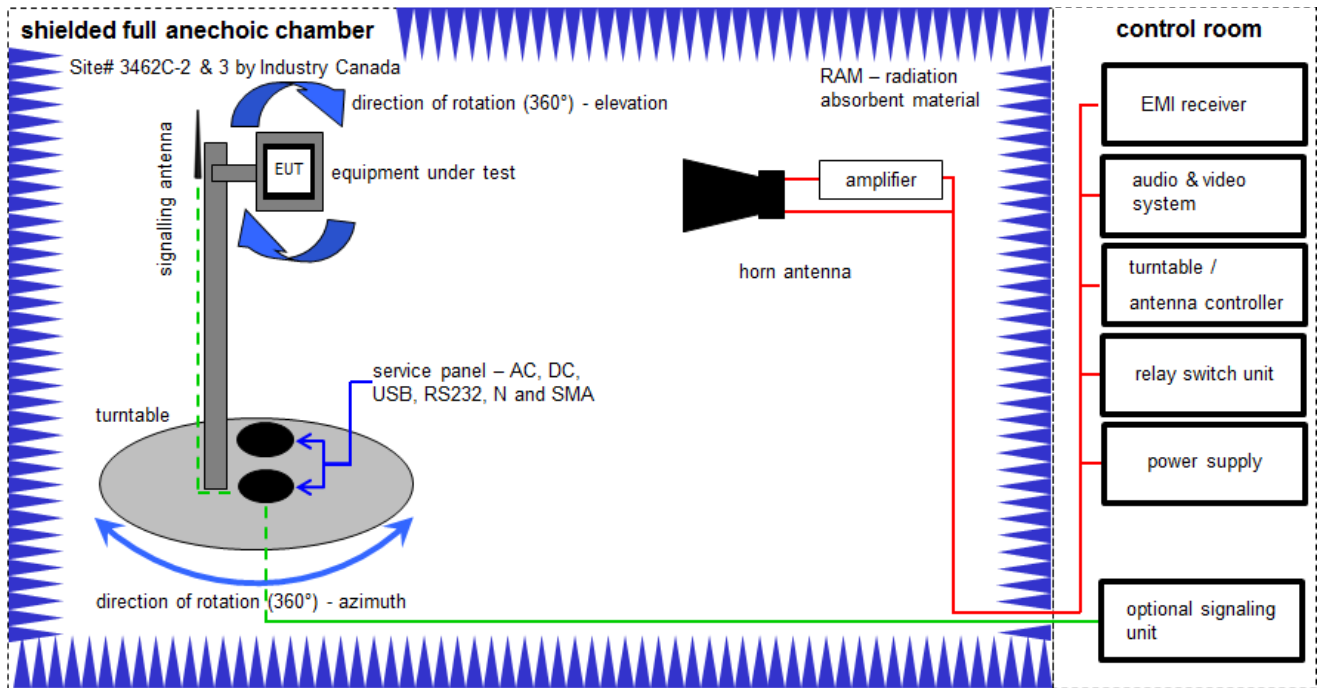 shielded full anechoic chamber
Site# 3462C-2 & 3 by Industry Canada
direction of rotation (360°) - elevation
signalling antenna
EUT
equipment under test
RAM – radiation
absorbent material
amplifier
horn antenna
service panel – AC, DC,
USB, RS232, N and SMA
turntable
direction of rotation (360°) - azimuth
control room
EMI receiver
audio & video
system
turntable /
antenna controller
relay switch unit
power supply
optional signaling
unit